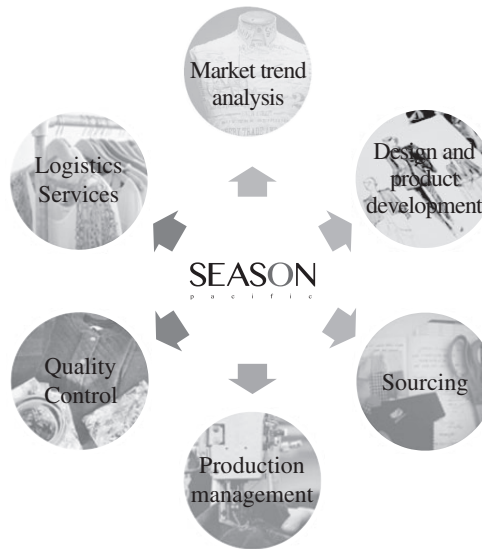 Market trend
analysis
Design and
product
development
Sourcing
Production
management
Quality
Control
Logistics
Services
SEASON
pacific